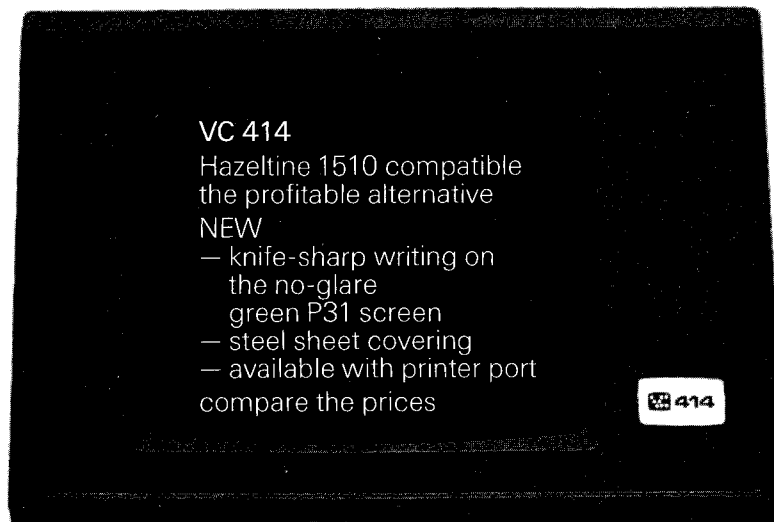 VC 414
Hazeltine 1510 compatible
the profitable alternative
NEW
— knife-sharp writing on
the no-glare
green P31 screen
— steel sheet covering
— available with printer port
compare the prices
414